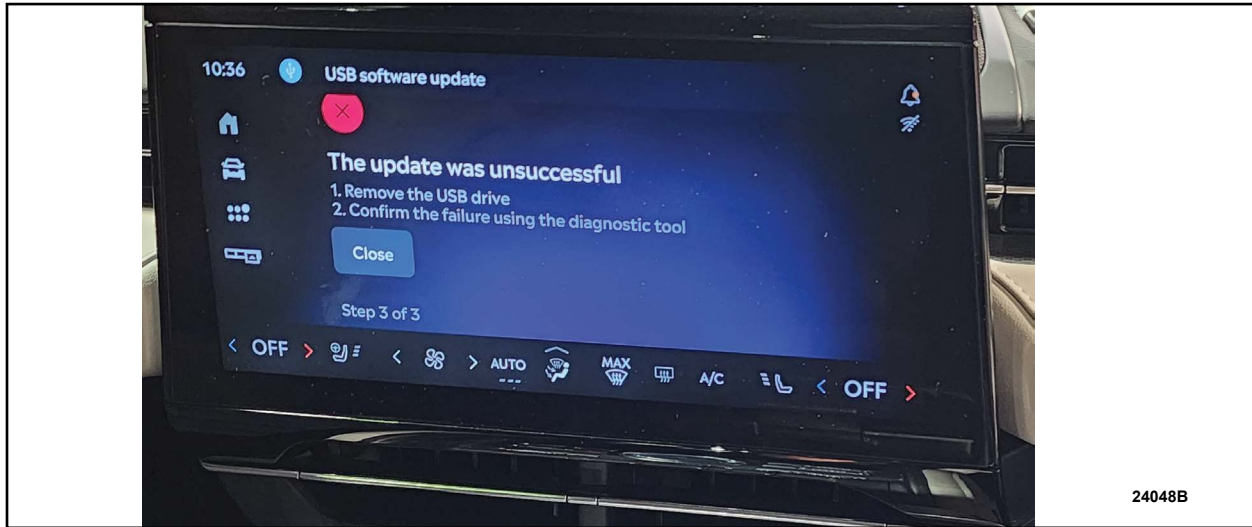 10:36
USB software update
The update was unsuccessful
1. Remove the USB drive
2. Confirm the failure using the diagnostic tool
Close
Step 3 of 3
OFF
AUTO
MAX
A/C
OFF
24048B